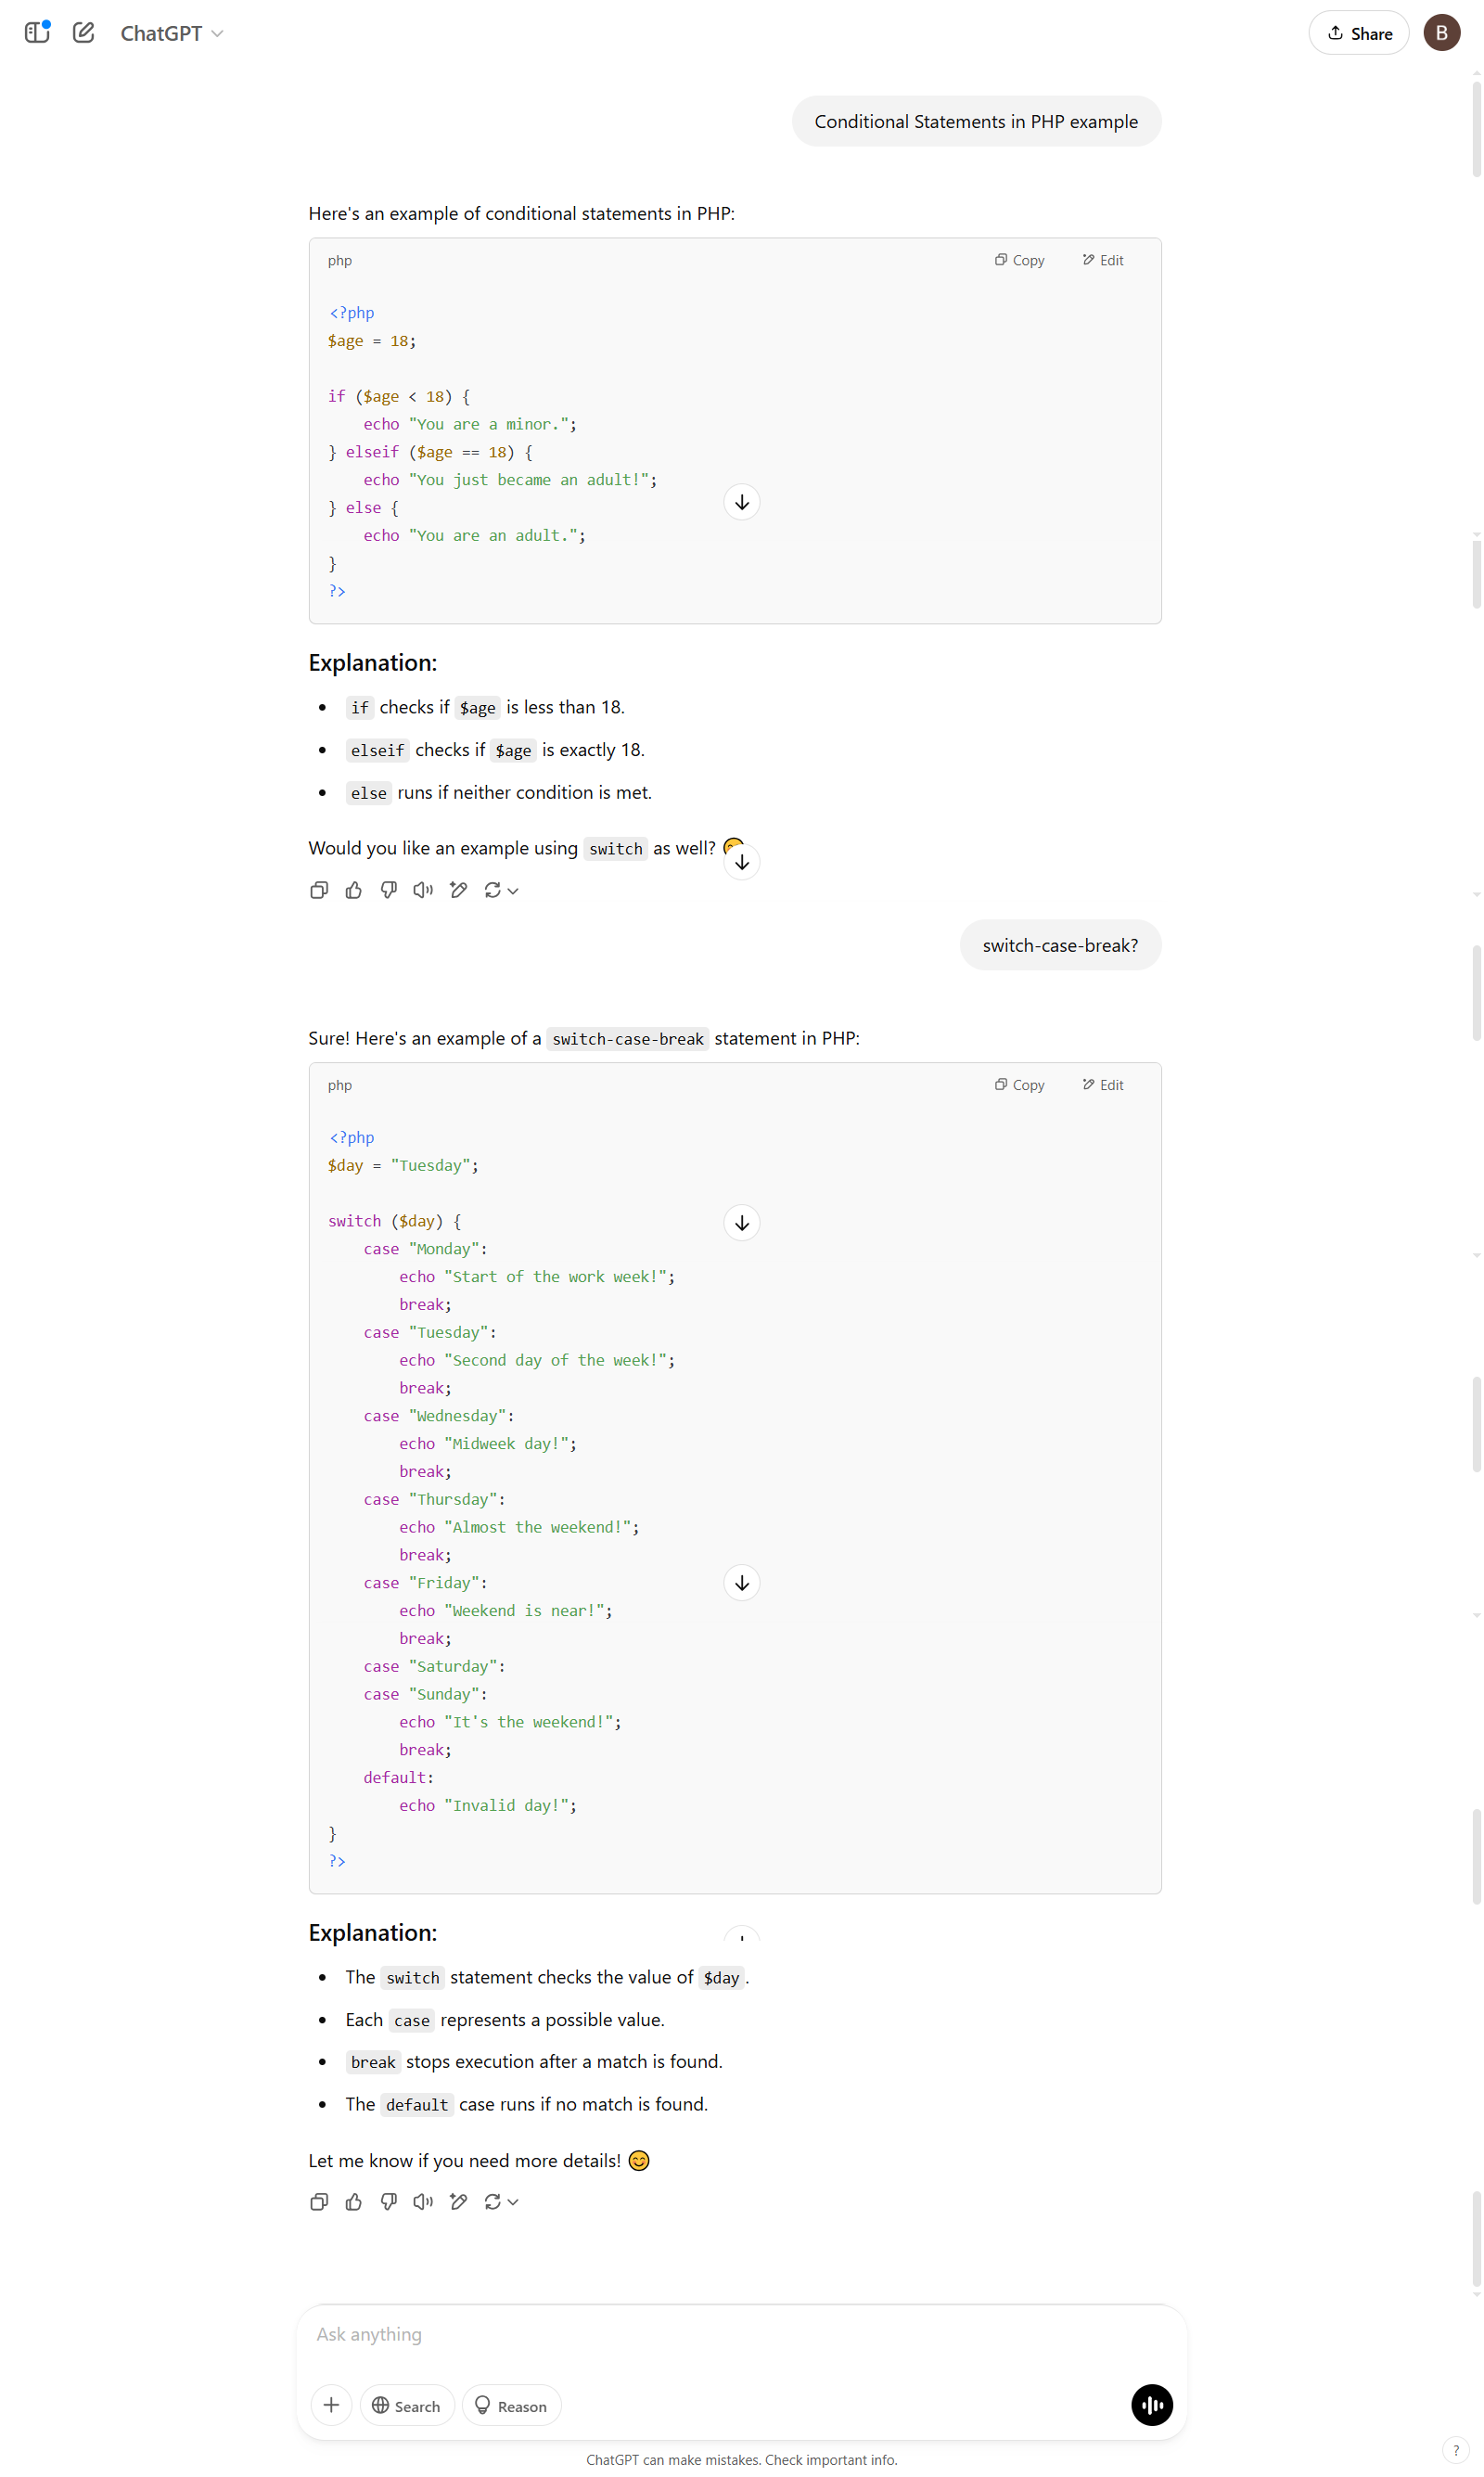 ChatGPT
Share
B
Conditional Statements in PHP example
Here's an example of conditional statements in PHP:
php
Copy
Edit
<?php
$age = 18;
if ($age < 18) {
    echo "You are a minor.";
} elseif ($age == 18) {
    echo "You just became an adult!";
} else {
    echo "You are an adult.";
}
?>
Explanation:
• if checks if $age is less than 18.
• elseif checks if $age is exactly 18.
• else runs if neither condition is met.
Would you like an example using switch as well?
switch-case-break?
Sure! Here's an example of a switch-case-break statement in PHP:
php
Copy
Edit
<?php
$day = "Tuesday";
switch ($day) {
    case "Monday":
        echo "Start of the work week!";
        break;
    case "Tuesday":
        echo "Second day of the week!";
        break;
    case "Wednesday":
        echo "Midweek day!";
        break;
    case "Thursday":
        echo "Almost the weekend!";
        break;
    case "Friday":
        echo "Weekend is near!";
        break;
    case "Saturday":
    case "Sunday":
        echo "It's the weekend!";
        break;
    default:
        echo "Invalid day!";
}
?>
Explanation:
• The switch statement checks the value of $day.
• Each case represents a possible value.
• break stops execution after a match is found.
• The default case runs if no match is found.
Let me know if you need more details! 😊
Ask anything
Search
Reason
ChatGPT can make mistakes. Check important info.
?